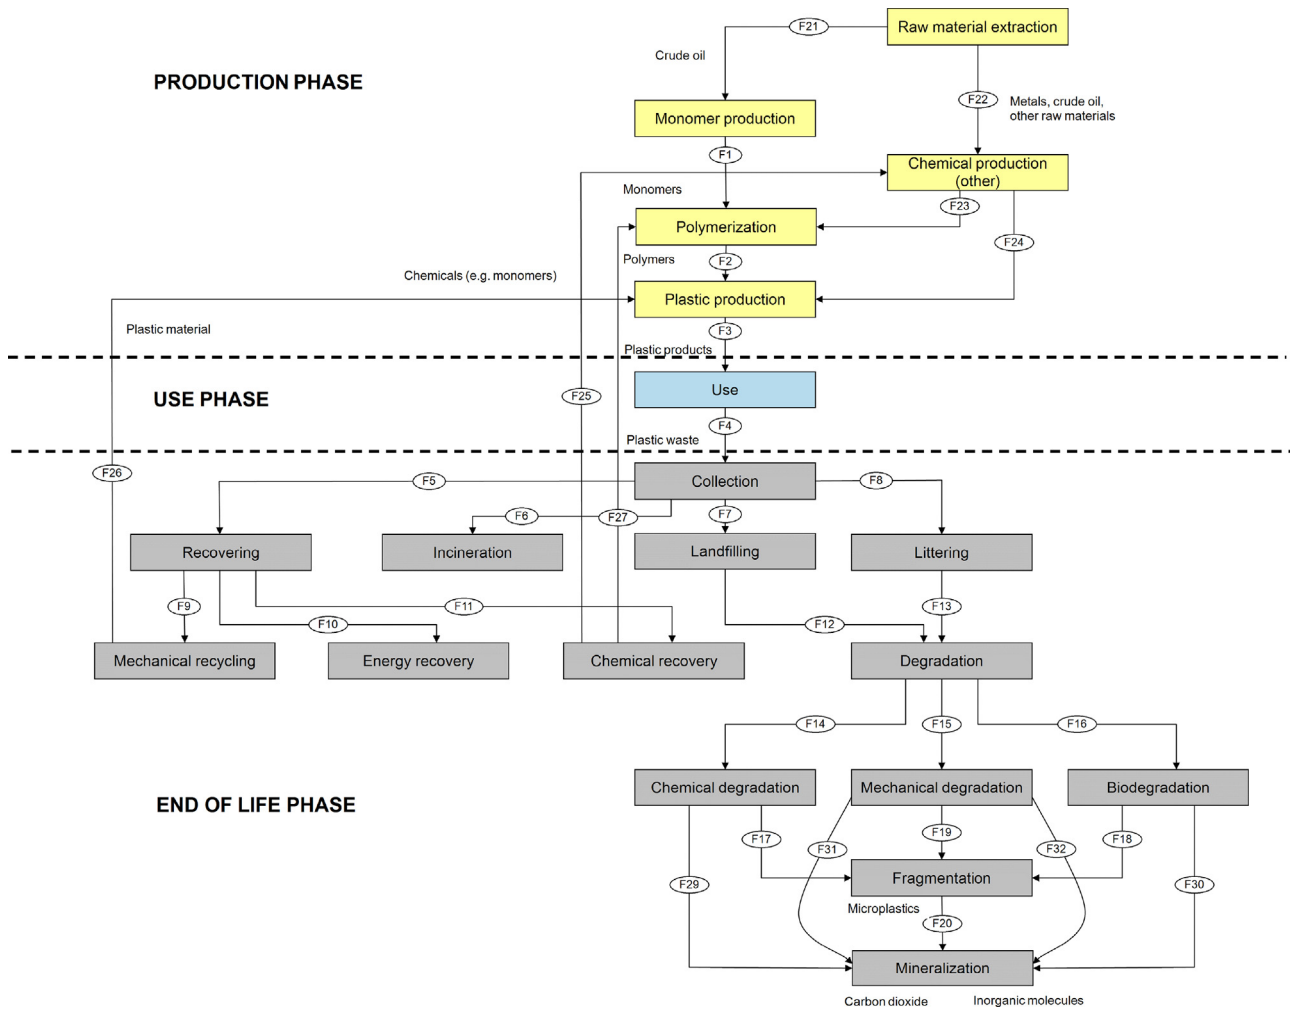 F21
Raw material extraction
Crude oil
PRODUCTION PHASE
F22
Metals, crude oil,
other raw materials
Monomer production
F1
Chemical production
(other)
Monomers
F23
Polymerization
F24
Polymers
F2
Chemicals (e.g. monomers)
Plastic production
Plastic material
F3
Plastic products
USE PHASE
Use
F25
F4
Plastic waste
F26
F5
Collection
F8
F6
F27
F7
Recovering
Incineration
Landfilling
Littering
F9
F11
F13
F10
F12
Mechanical recycling
Energy recovery
Chemical recovery
Degradation
F14
F15
F16
Chemical degradation
Mechanical degradation
Biodegradation
END OF LIFE PHASE
F17
F31
F19
F32
F18
F29
Fragmentation
F30
Microplastics
F20
Mineralization
Carbon dioxide
Inorganic molecules